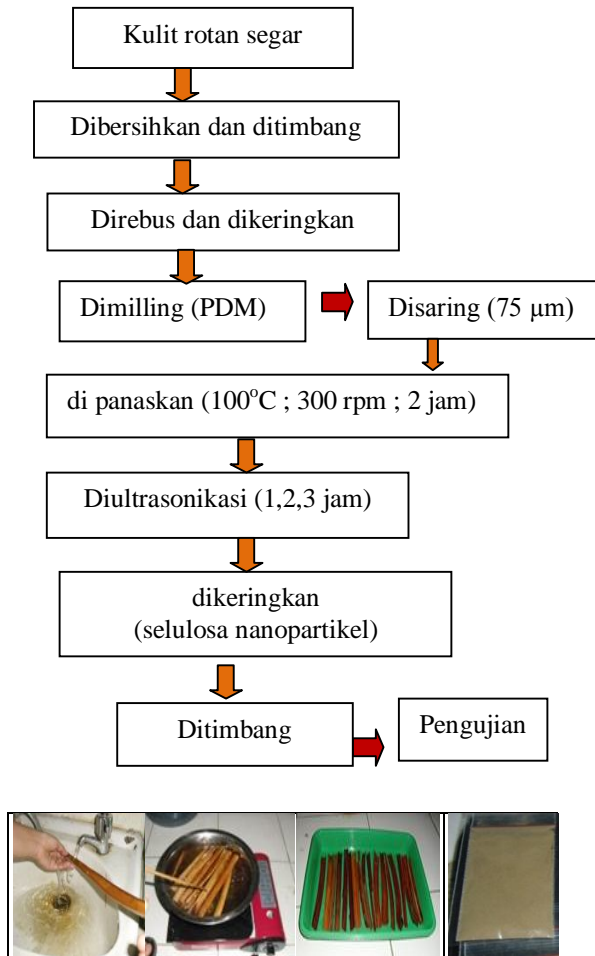 Kulit rotan segar
Dibersihkan dan ditimbang
Direbus dan dikeringkan
Dimilling (PDM)
Disaring (75 μm)
di panaskan (100°C ; 300 rpm ; 2 jam)
Diultrasonikasi (1,2,3 jam)
dikeringkan
(selulosa nanopartikel)
Ditimbang
Pengujian